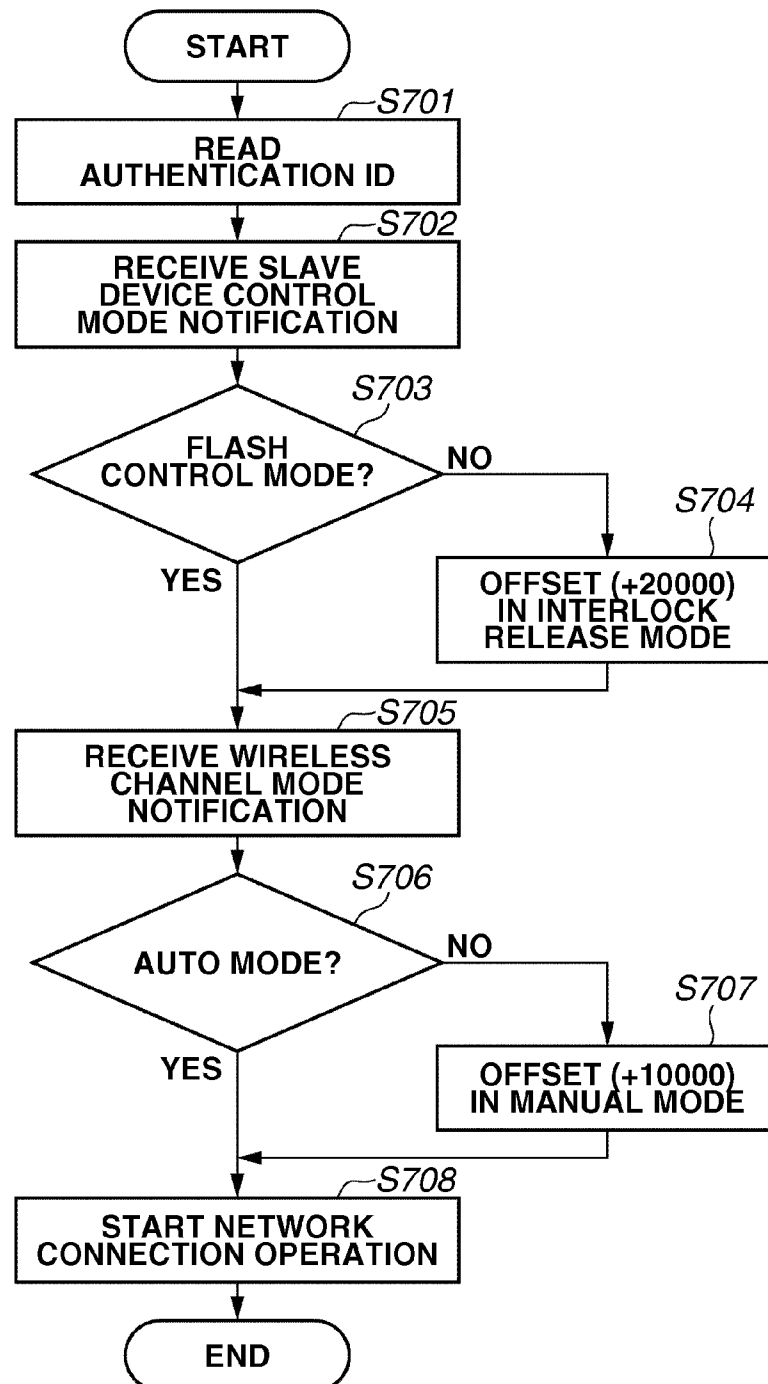 START
S701
READ
AUTHENTICATION ID
S702
RECEIVE SLAVE
DEVICE CONTROL
MODE NOTIFICATION
S703
FLASH
CONTROL MODE?
NO
YES
S704
OFFSET (+20000)
IN INTERLOCK
RELEASE MODE
S705
RECEIVE WIRELESS
CHANNEL MODE
NOTIFICATION
S706
AUTO MODE?
NO
YES
S707
OFFSET (+10000)
IN MANUAL MODE
S708
START NETWORK
CONNECTION OPERATION
END